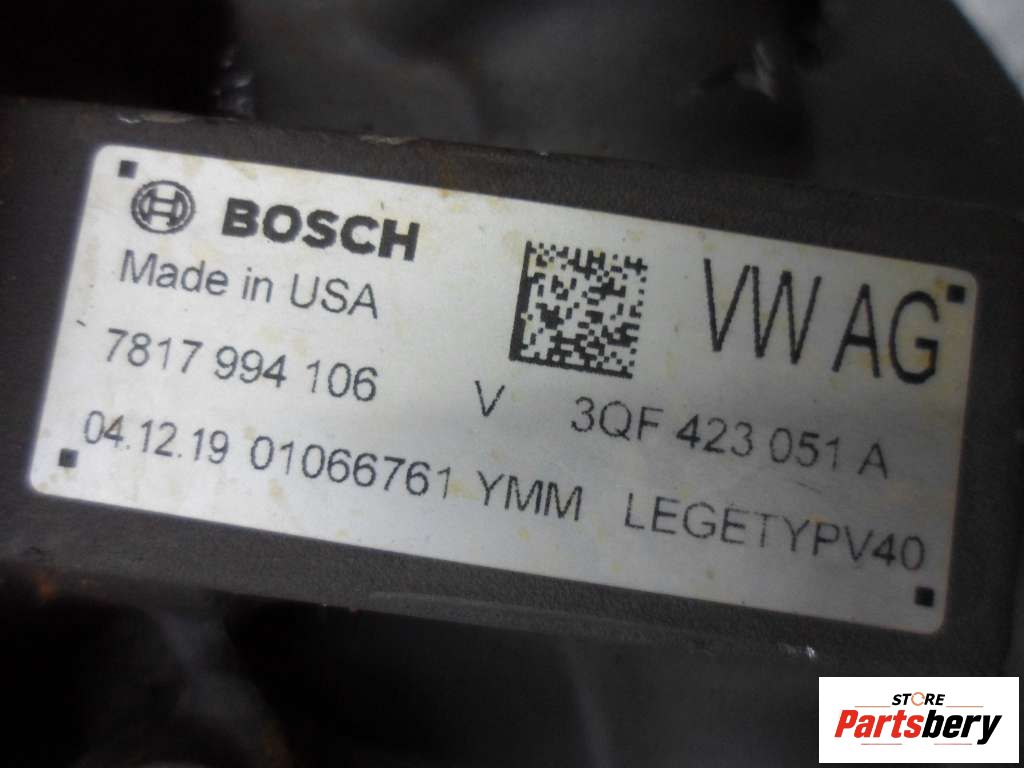 BOSCH
Made in USA
VW AG
7817 994 106
V 3QF 423 051 A
04.12.19 01066761 YMM LEGETYPV40
STORE
Partsbery